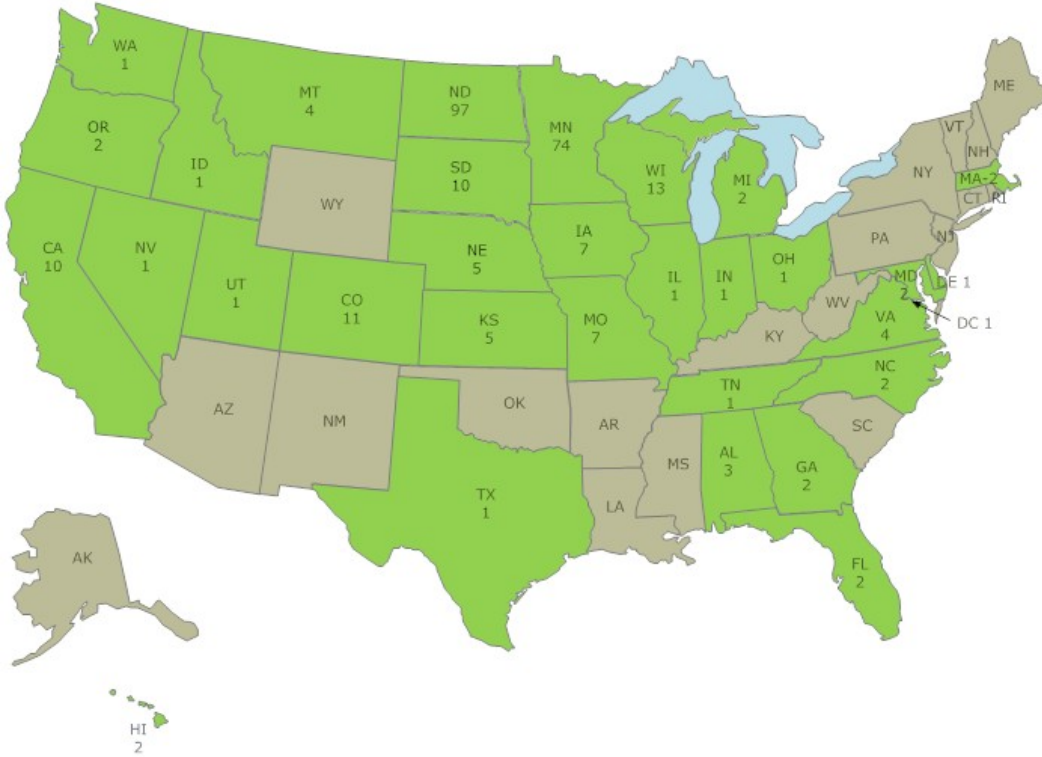 WA
1
MT
4
ND
97
MN
74
OR
2
ID
1
SD
10
WI
13
MI
2
ME
VT
NH
NY
MA-2
CT
RI
WY
CA
10
NV
1
UT
1
CO
11
NE
5
IA
7
IL
1
IN
1
OH
1
PA
NJ
MD
2
DE 1
DC 1
WV
VA
4
KS
5
MO
7
KY
NC
2
TN
1
SC
AZ
NM
OK
AR
MS
AL
3
GA
2
LA
TX
1
FL
2
AK
HI
2